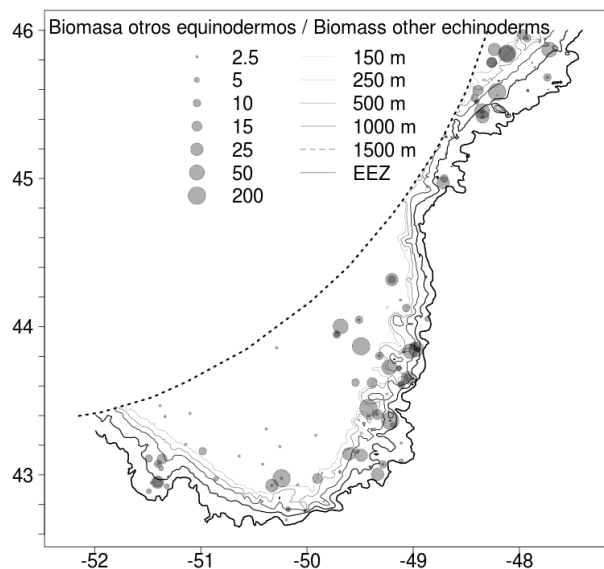 Biomasa otros equinodermos / Biomass other echinoderms
2.5 150 m
5 250 m
10 500 m
15 1000 m
25 1500 m
50 EEZ
200
46
45
44
43
-52 -51 -50 -49 -48